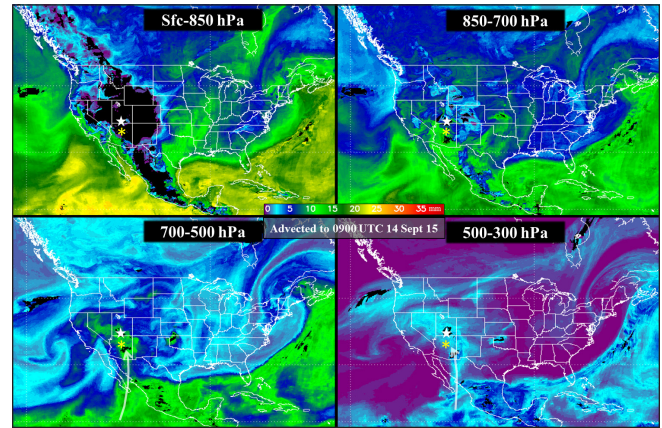 Sfc-850 hPa
850-700 hPa
0 5 10 15 20 25 30 35 mm
Advected to 0900 UTC 14 Sept 15
700-500 hPa
500-300 hPa